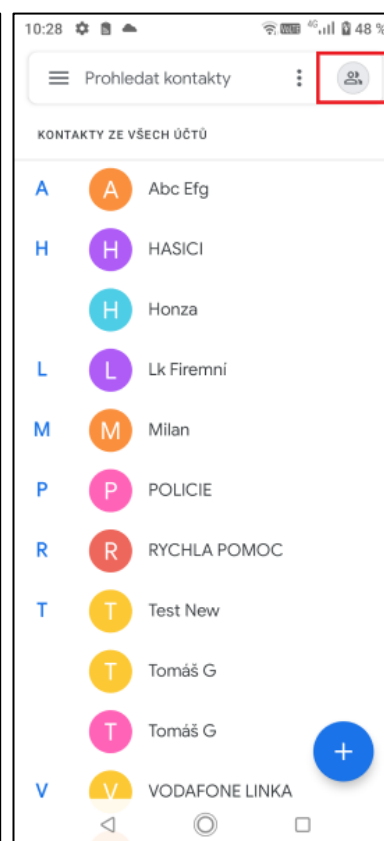 10:28 4G 48 %
Prohledat kontakty
KONTAKTY ZE VŠECH ÚČTŮ
A A Abc Efg
H H HASICI
H Honza
L L Lk Firemní
M M Milan
P P POLICIE
R R RYCHLA POMOC
T T Test New
T Tomáš G
T Tomáš G
+
V V VODAFONE LINKA